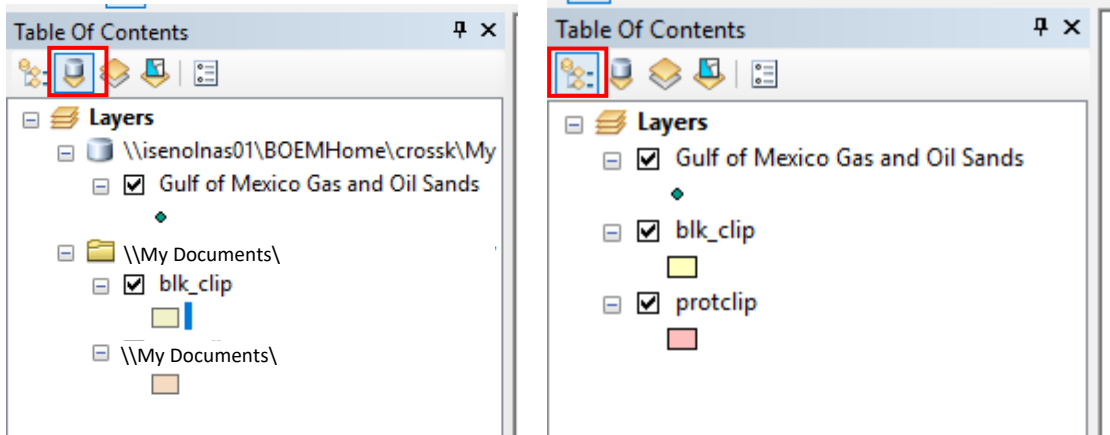 Table Of Contents
Layers
\\isenolnas01\BOEMHome\crossk\My
Gulf of Mexico Gas and Oil Sands
\\My Documents\
blk_clip
\\My Documents\
Table Of Contents
Layers
Gulf of Mexico Gas and Oil Sands
blk_clip
protclip